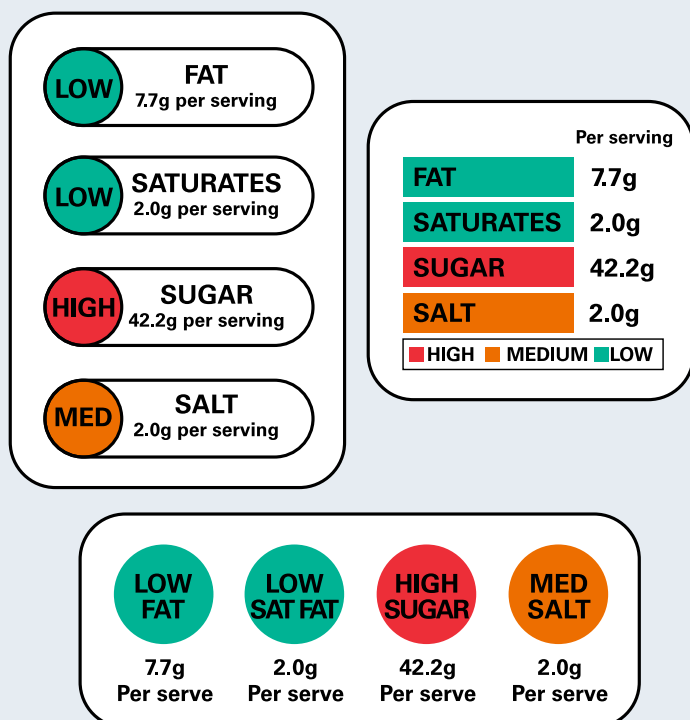 LOW
FAT
7.7g per serving
LOW
SATURATES
2.0g per serving
HIGH
SUGAR
42.2g per serving
MED
SALT
2.0g per serving
Per serving
FAT 7.7g
SATURATES 2.0g
SUGAR 42.2g
SALT 2.0g
HIGH MEDIUM LOW
LOW
FAT
7.7g
Per serve
LOW
SAT FAT
2.0g
Per serve
HIGH
SUGAR
42.2g
Per serve
MED
SALT
2.0g
Per serve